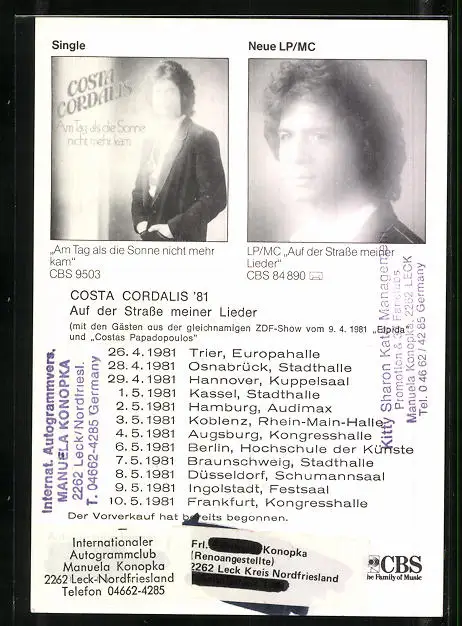 Single
Neue LP/MC
COSTA
CORDALIS
Am Tag als die Sonne
nicht mehr kam
„Am Tag als die Sonne nicht mehr
kam"
CBS 9503
LP/MC „Auf der Straße meiner
Lieder"
CBS 84 890
COSTA CORDALIS '81
Auf der Straße meiner Lieder
(mit den Gästen aus der gleichnamigen ZDF-Show vom 9. 4. 1981 „Elpida"
und „Costas Papadopoulos"
26. 4. 1981 Trier, Europahalle
28. 4. 1981 Osnabrück, Stadthalle
29. 4. 1981 Hannover, Kuppelsaal
1. 5. 1981 Kassel, Stadthalle
2. 5. 1981 Hamburg, Audimax
3. 5. 1981 Koblenz, Rhein-Main-Halle
4. 5. 1981 Augsburg, Kongresshalle
6. 5. 1981 Berlin, Hochschule der Künste
7. 5. 1981 Braunschweig, Stadthalle
8. 5. 1981 Düsseldorf, Schumannsaal
9. 5. 1981 Ingolstadt, Festsaal
10. 5. 1981 Frankfurt, Kongresshalle
Der Vorverkauf hat bereits begonnen.
Internat. Autogrammvers.
MANUELA KONOPKA
2262 Leck/Nordfriesl.
T. 04662-4285 Germany
Kitty Sharon Katz Management
Promotion &
Manuela Konopka, 2262 LECK
Tel. 0 46 62 / 42 85 Germany
Internationaler
Autogrammclub
Manuela Konopka
2262 Leck-Nordfriesland
Telefon 04662-4285
Frl. Konopka
(Renoangestellte)
2262 Leck Kreis Nordfriesland
CBS
he Family of Music